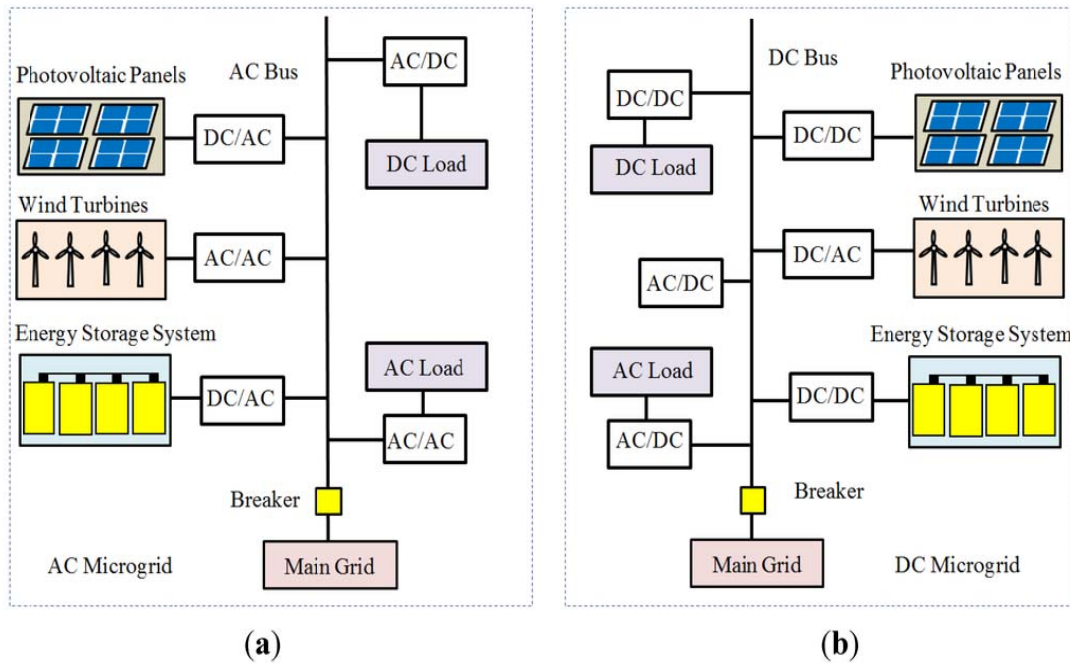 AC Bus
AC/DC
Photovoltaic Panels
DC/AC
DC Load
Wind Turbines
AC/AC
Energy Storage System
DC/AC
AC Load
AC/AC
Breaker
Main Grid
AC Microgrid
(a)
DC Bus
Photovoltaic Panels
DC/DC
DC/DC
DC Load
Wind Turbines
DC/AC
AC/DC
Energy Storage System
AC Load
DC/DC
AC/DC
Breaker
Main Grid
DC Microgrid
(b)